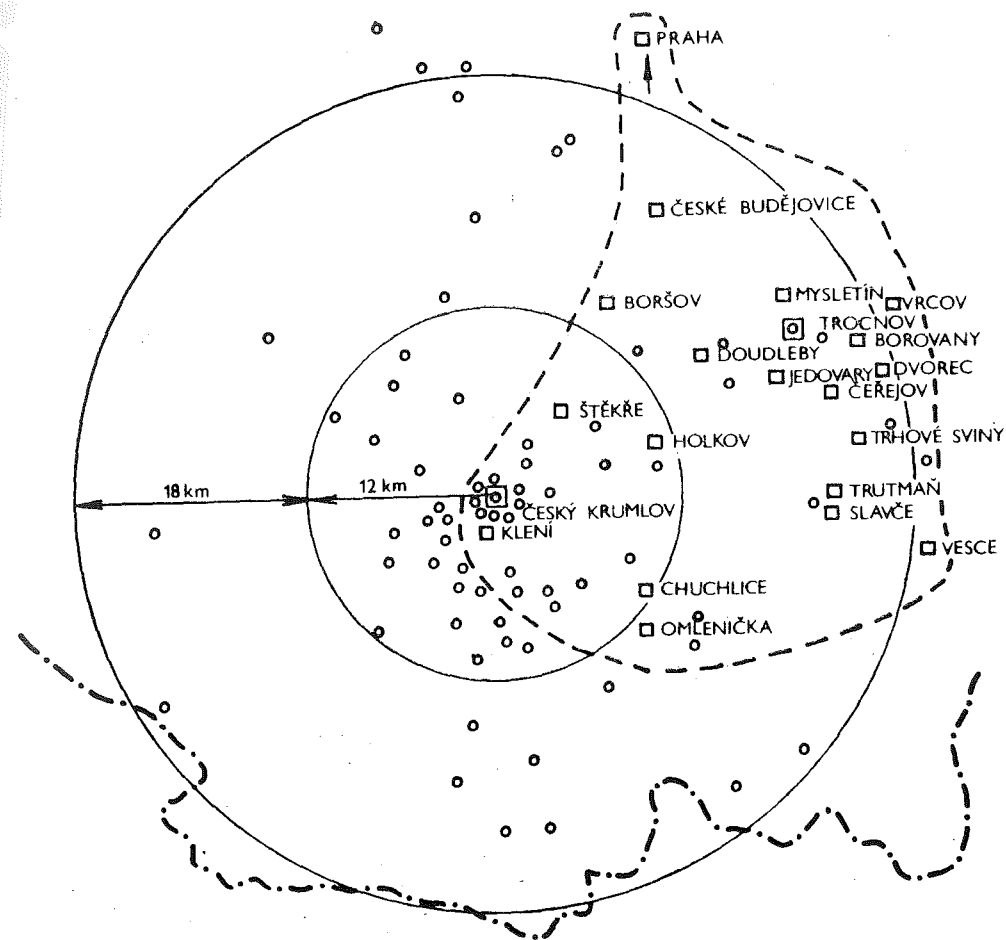 PRAHA
ČESKÉ BUDĚJOVICE
MYSLETÍN
BORŠOV
VRCOV
TROCNOV
BOROVANY
DOUDLEBY
JEDOVARY
DVOREC
ČEŘEJOV
ŠTĚKŘE
HOLKOV
TRHOVÉ SVINY
18 km
12 km
TRUTMAŇ
ČESKÝ KRUMLOV
SLAVČE
KLENÍ
VESCE
CHUCHLICE
OMLENIČKA